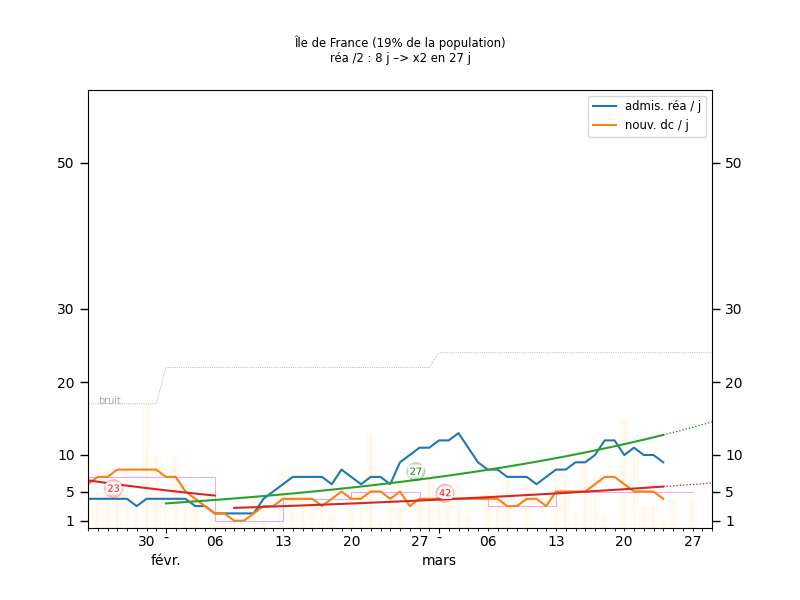 Île de France (19% de la population)
réa /2 : 8 j –> x2 en 27 j
admis. réa / j
nouv. dc / j
50 50
30 30
20 20
bruit
10 10
27
23
42
5 5
1 1
30 - 06 13 20 27 - 06 13 20 27
févr. mars